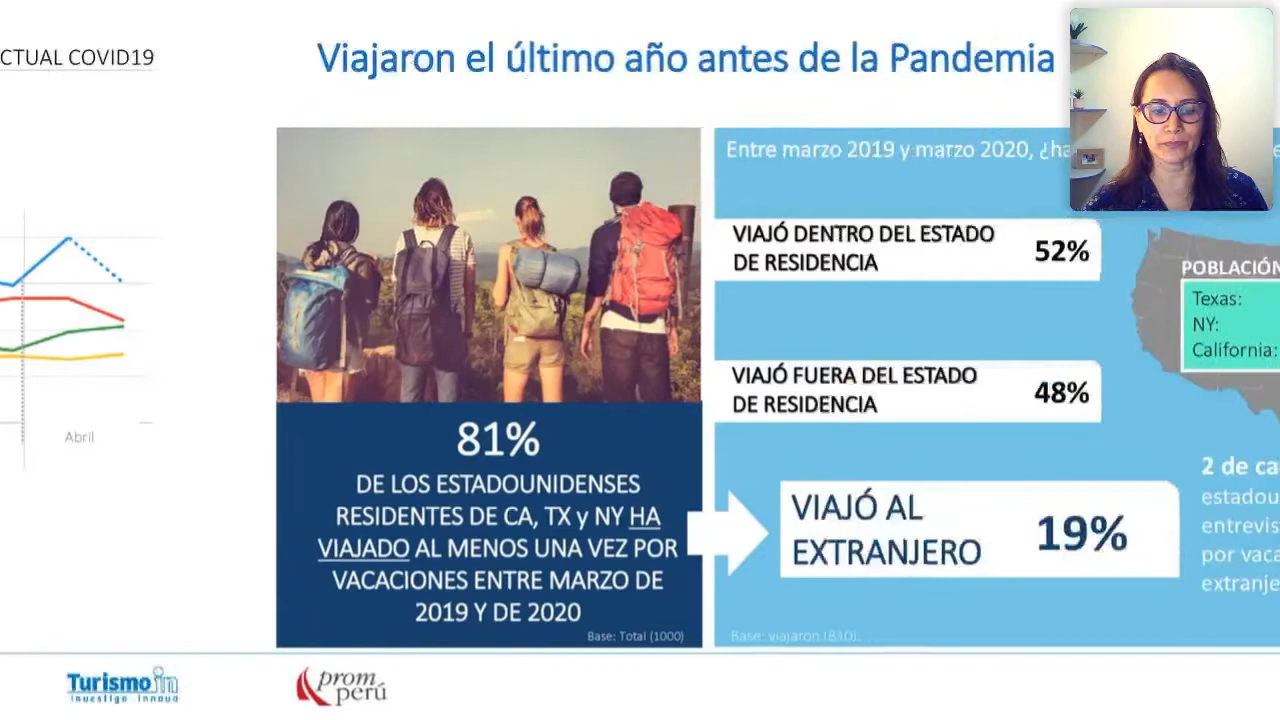 CTUAL COVID19
Viajaron el último año antes de la Pandemia
Entre marzo 2019 y marzo 2020, ¿ha
VIAJÓ DENTRO DEL ESTADO
DE RESIDENCIA
52%
VIAJÓ FUERA DEL ESTADO
DE RESIDENCIA
48%
POBLACIÓN
Texas:
NY:
California:
Abril
81%
DE LOS ESTADOUNIDENSES
RESIDENTES DE CA, TX y NY HA
VIAJADO AL MENOS UNA VEZ POR
VACACIONES ENTRE MARZO DE
2019 Y DE 2020
Base: Total (1000)
VIAJÓ AL
EXTRANJERO
19%
2 de ca
estadou
entrevis
por vaca
extranje
Base: viajaron (830).
Turismo in
Investiga Innova
prom
perú